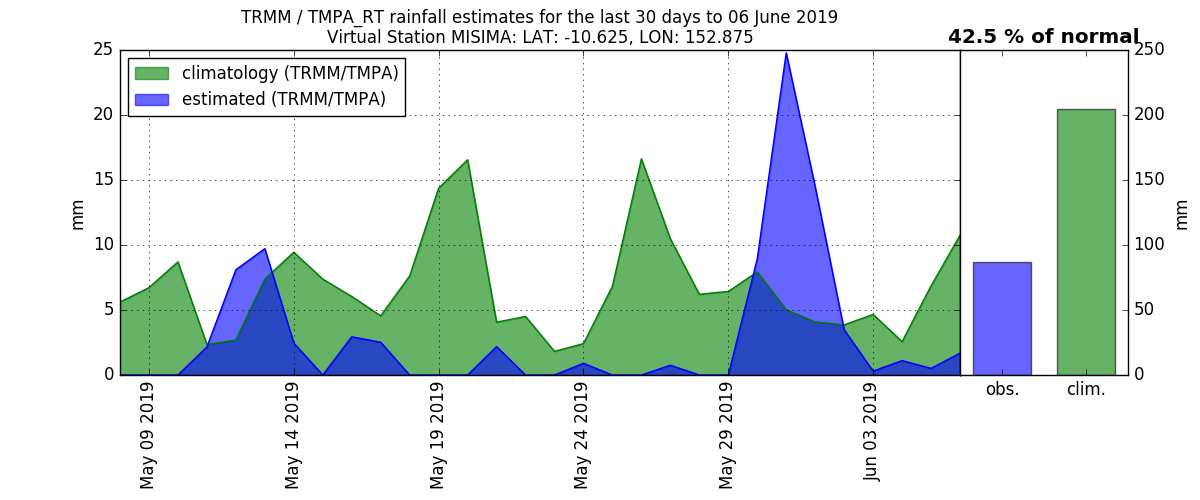 TRMM / TMPA_RT rainfall estimates for the last 30 days to 06 June 2019
Virtual Station MISIMA: LAT: -10.625, LON: 152.875
42.5 % of normal
climatology (TRMM/TMPA)
estimated (TRMM/TMPA)
25
20
15
10
5
0
mm
250
200
150
100
50
0
mm
May 09 2019
May 14 2019
May 19 2019
May 24 2019
May 29 2019
Jun 03 2019
obs.
clim.